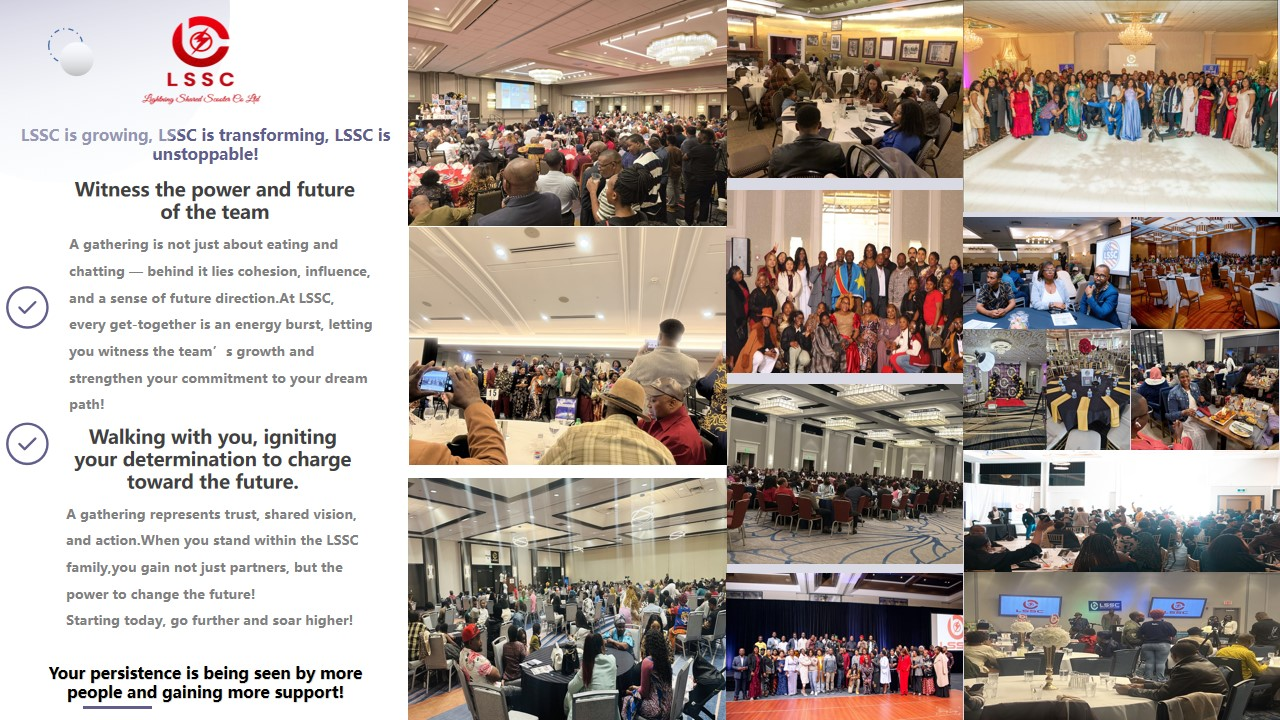 LSSC
Lightning Shared Scooter Co Ltd
LSSC is growing, LSSC is transforming, LSSC is
unstoppable!
Witness the power and future
of the team
A gathering is not just about eating and
chatting — behind it lies cohesion, influence,
and a sense of future direction.At LSSC,
every get-together is an energy burst, letting
you witness the team’s growth and
strengthen your commitment to your dream
path!
Walking with you, igniting
your determination to charge
toward the future.
A gathering represents trust, shared vision,
and action.When you stand within the LSSC
family,you gain not just partners, but the
power to change the future!
Starting today, go further and soar higher!
Your persistence is being seen by more
people and gaining more support!
15
LSSC
LSSC
LSSC